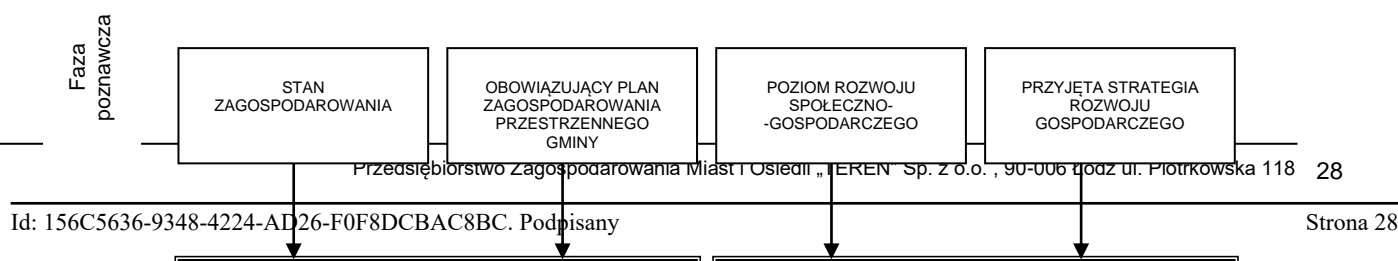 Faza
poznawcza
STAN
ZAGOSPODAROWANIA
OBOWIĄZUJĄCY PLAN
ZAGOSPODAROWANIA
PRZESTRZENNEGO
GMINY
POZIOM ROZWOJU
SPOŁECZNO-
-GOSPODARCZEGO
PRZYJĘTA STRATEGIA
ROZWOJU
GOSPODARCZEGO
Przedsiębiorstwo Zagospodarowania Miast i Osiedli „TEREN” Sp. z o.o. , 90-006 Łódź ul. Piotrkowska 118 28
Id: 156C5636-9348-4224-AD26-F0F8DCBAC8BC. Podpisany Strona 28